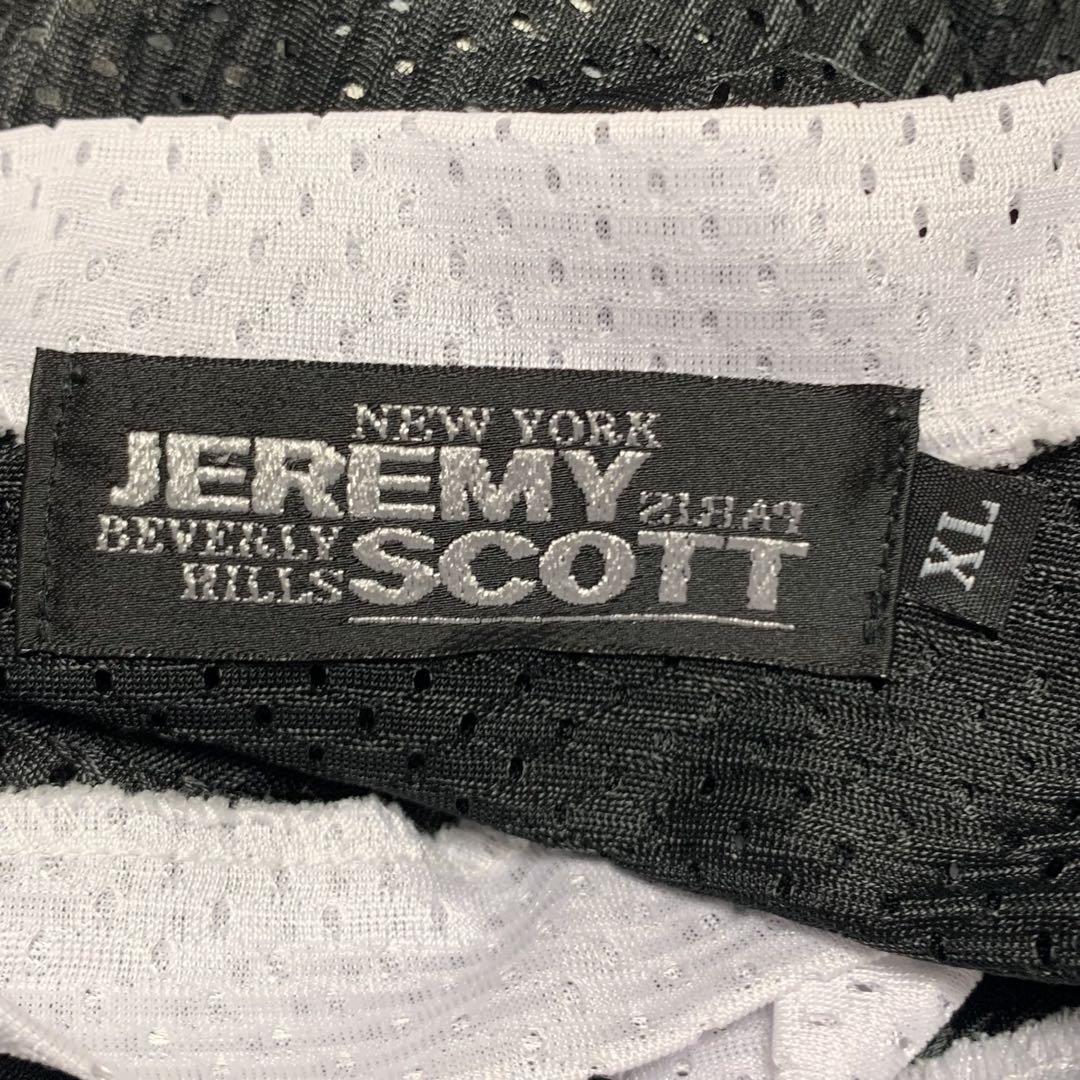 NEW YORK
JEREMY PARIS
BEVERLY HILLS
SCOTT
XL